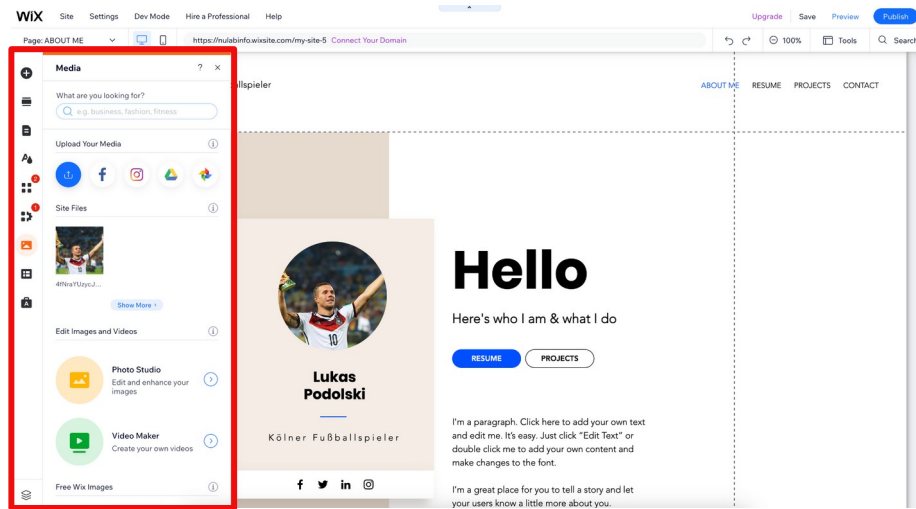 WiX Site Settings Dev Mode Hire a Professional Help Upgrade Save Preview Publish
Page: ABOUT ME https://nulabinfo.wixsite.com/my-site-5 Connect Your Domain 100% Tools Search
Media ? ×
What are you looking for?
e.g. business, fashion, fitness
Upload Your Media
Site Files
4fNraYUzycJ...
Show More
Edit Images and Videos
Photo Studio
Edit and enhance your
images
Video Maker
Create your own videos
Free Wix Images
2
1
ABOUT ME RESUME PROJECTS CONTACT
10
Lukas
Podolski
Kölner Fußballspieler
Hello
Here's who I am & what I do
RESUME PROJECTS
I'm a paragraph. Click here to add your own text
and edit me. It's easy. Just click "Edit Text" or
double click me to add your own content and
make changes to the font.
I'm a great place for you to tell a story and let
your users know a little more about you.